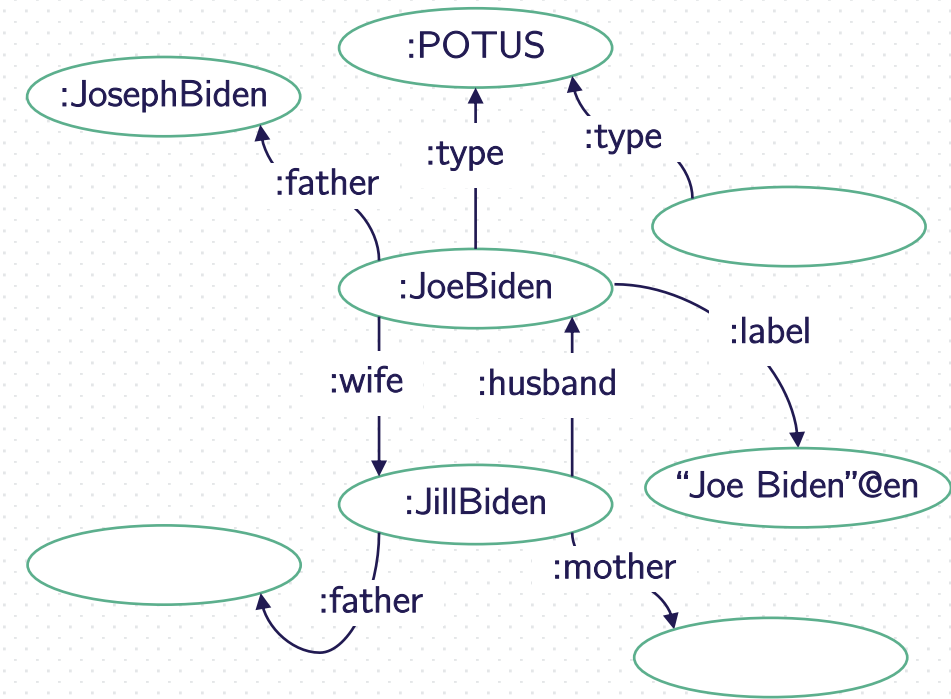 :POTUS
:JosephBiden
:type
:type
:father
:JoeBiden
:label
:wife
:husband
“Joe Biden”@en
:JillBiden
:mother
:father